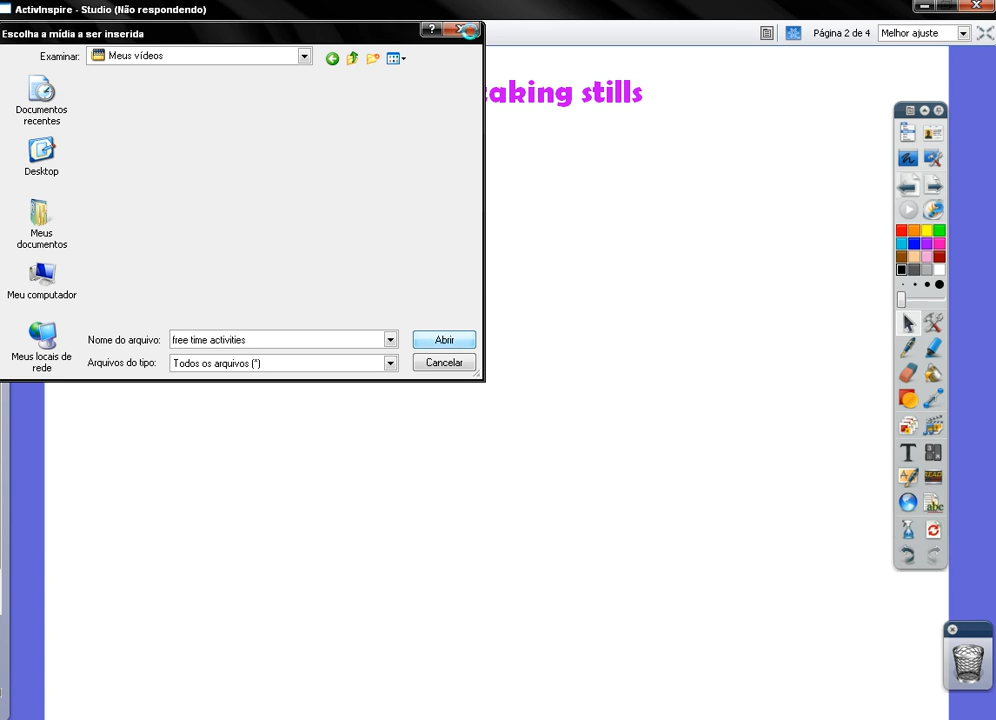 ActivInspire - Studio (Não respondendo)
Escolha a mídia a ser inserida
Examinar:
Meus vídeos
Página 2 de 4
Melhor ajuste
taking stills
Documentos
recentes
Desktop
Meus
documentos
Meu computador
Meus locais de
rede
Nome do arquivo:
free time activities
Abrir
Arquivos do tipo:
Todos os arquivos (*)
Cancelar
T
abc